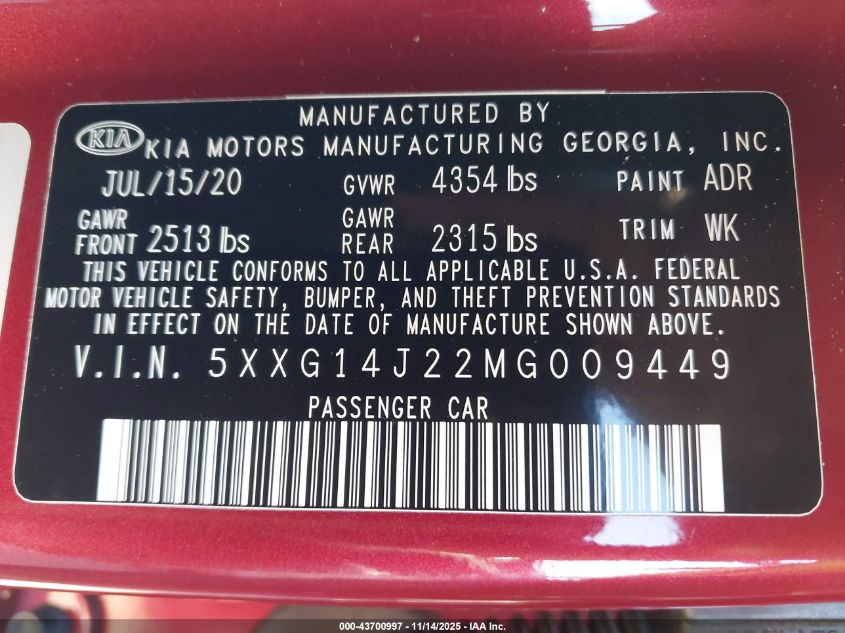 MANUFACTURED BY
KIA KIA MOTORS MANUFACTURING GEORGIA, INC.
JUL/15/20 GVWR 4354 lbs PAINT ADR
GAWR FRONT 2513 lbs GAWR REAR 2315 lbs TRIM WK
THIS VEHICLE CONFORMS TO ALL APPLICABLE U.S.A. FEDERAL
MOTOR VEHICLE SAFETY, BUMPER, AND THEFT PREVENTION STANDARDS
IN EFFECT ON THE DATE OF MANUFACTURE SHOWN ABOVE.
V.I.N. 5XXG14J22MG009449
PASSENGER CAR
000-43700997 - 11/14/2025 - IAA Inc.